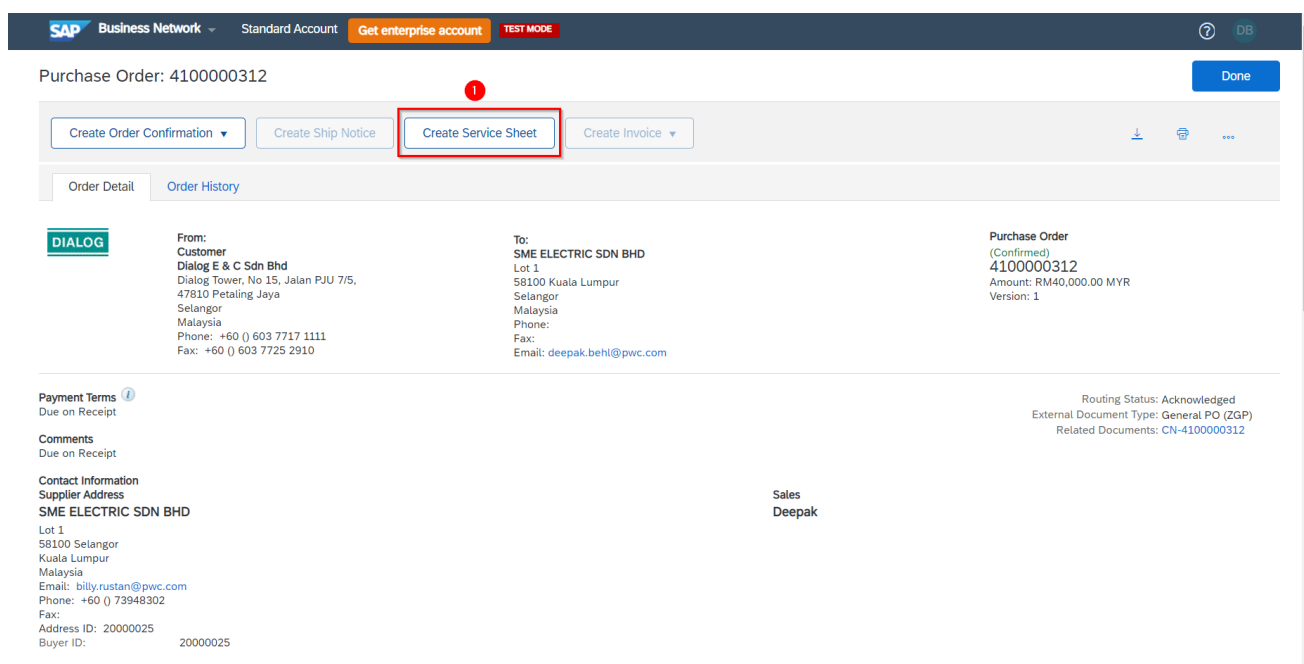 SAP Business Network Standard Account Get enterprise account TEST MODE ? DB
Purchase Order: 4100000312 Done
1
Create Order Confirmation Create Ship Notice Create Service Sheet Create Invoice
Order Detail Order History
DIALOG
From:
Customer
Dialog E & C Sdn Bhd
Dialog Tower, No 15, Jalan PJU 7/5,
47810 Petaling Jaya
Selangor
Malaysia
Phone: +60 () 603 7717 1111
Fax: +60 () 603 7725 2910
To:
SME ELECTRIC SDN BHD
Lot 1
58100 Kuala Lumpur
Selangor
Malaysia
Phone:
Fax:
Email: deepak.behl@pwc.com
Purchase Order
(Confirmed)
4100000312
Amount: RM40,000.00 MYR
Version: 1
Payment Terms i
Due on Receipt
Routing Status: Acknowledged
External Document Type: General PO (ZGP)
Related Documents: CN-4100000312
Comments
Due on Receipt
Contact Information
Supplier Address
SME ELECTRIC SDN BHD
Lot 1
58100 Selangor
Kuala Lumpur
Malaysia
Email: billy.rustan@pwc.com
Phone: +60 () 73948302
Fax:
Address ID: 20000025
Buyer ID: 20000025
Sales
Deepak